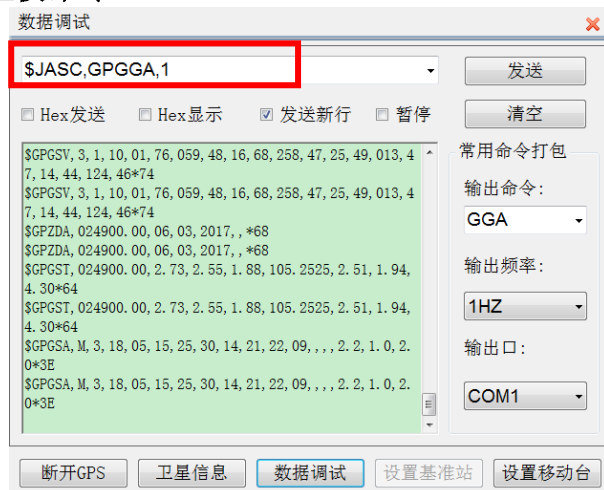 数据调试
$JASC,GPGGA,1
发送
Hex发送
Hex显示
发送新行
暂停
清空
$GPGSV, 3, 1, 10, 01, 76, 059, 48, 16, 68, 258, 47, 25, 49, 013, 4
7, 14, 44, 124, 46*74
$GPGSV, 3, 1, 10, 01, 76, 059, 48, 16, 68, 258, 47, 25, 49, 013, 4
7, 14, 44, 124, 46*74
$GPZDA, 024900.00, 06, 03, 2017, , *68
$GPZDA, 024900.00, 06, 03, 2017, , *68
$GPGST, 024900.00, 2.73, 2.55, 1.88, 105.2525, 2.51, 1.94,
4.30*64
$GPGST, 024900.00, 2.73, 2.55, 1.88, 105.2525, 2.51, 1.94,
4.30*64
$GPGSA, M, 3, 18, 05, 15, 25, 30, 14, 21, 22, 09, , , , 2.2, 1.0, 2.
0*3E
$GPGSA, M, 3, 18, 05, 15, 25, 30, 14, 21, 22, 09, , , , 2.2, 1.0, 2.
0*3E
常用命令打包
输出命令:
GGA
输出频率:
1HZ
输出口:
COM1
断开GPS
卫星信息
数据调试
设置基准站
设置移动台